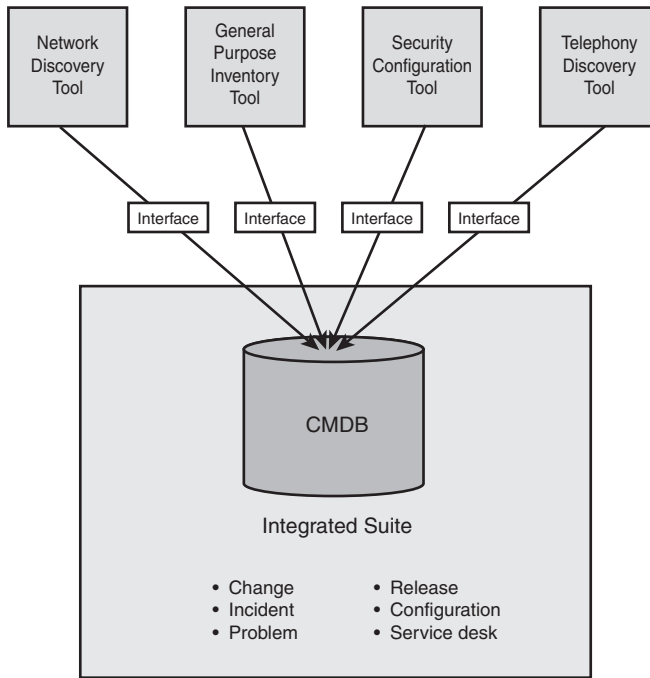 Network
Discovery
Tool
General
Purpose
Inventory
Tool
Security
Configuration
Tool
Telephony
Discovery
Tool
Interface
Interface
Interface
Interface
CMDB
Integrated Suite
• Change
• Incident
• Problem
• Release
• Configuration
• Service desk